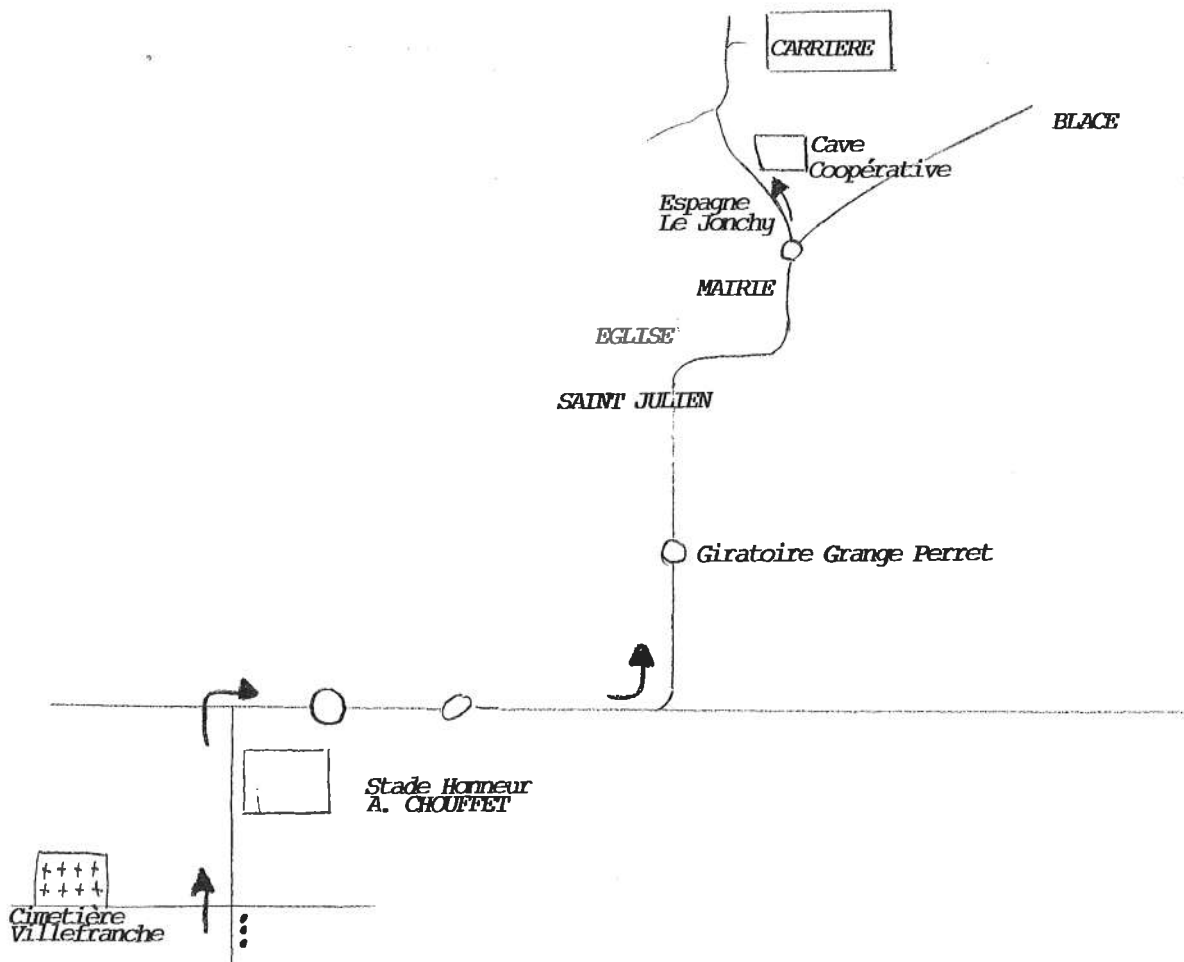 CARRIERE
BLACE
Cave
Coopérative
Espagne
Le Jonchy
MAIRIE
EGLISE
SAINT JULIEN
Giratoire Grange Perret
Stade Honneur
A. CHOUFFET
Cimetière
Villefranche